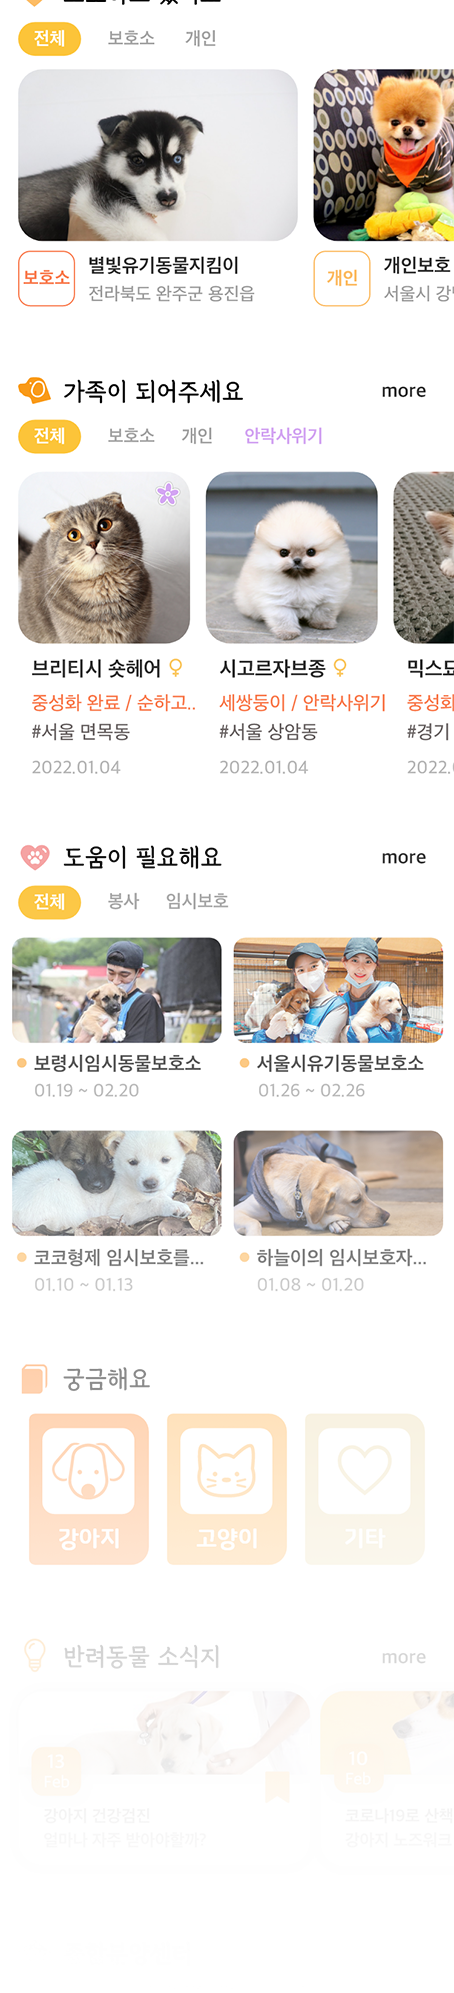 전체 보호소 개인
보호소 별빛유기동물지킴이
전라북도 완주군 용진읍
개인 개인보호
서울시
가족이 되어주세요 more
전체 보호소 개인 안락사위기
브리티시 숏헤어
중성화 완료 / 순하고..
#서울 면목동
2022.01.04
시고르자브종
세쌍둥이 / 안락사위기
#서울 상암동
2022.01.04
믹스
중성화
#경기
2022.
도움이 필요해요 more
전체 봉사 임시보호
보령시임시동물보호소
01.19 ~ 02.20
서울시유기동물보호소
01.26 ~ 02.26
코코형제 임시보호를...
01.10 ~ 01.13
하늘이의 임시보호자...
01.08 ~ 01.20
궁금해요
강아지
고양이
기타
반려동물 소식지 more
13
Feb
강아지 건강검진
얼마나 자주 받아야할까?
10
Feb
코로나19로 산책
강아지 노즈워크